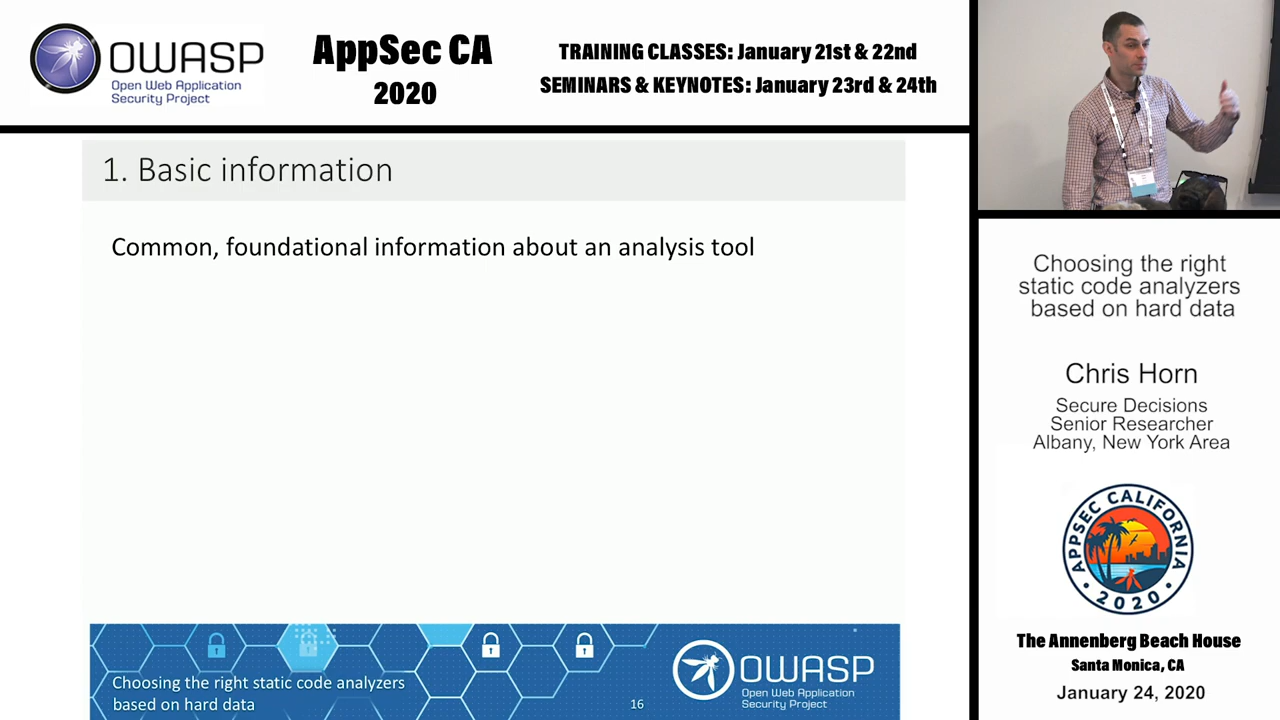 OWASP
Open Web Application
Security Project
AppSec CA
2020
TRAINING CLASSES: January 21st & 22nd
SEMINARS & KEYNOTES: January 23rd & 24th
1. Basic information
Common, foundational information about an analysis tool
Choosing the right static code analyzers
based on hard data
16
OWASP
Open Web Application
Security Project
Choosing the right
static code analyzers
based on hard data
Chris Horn
Secure Decisions
Senior Researcher
Albany, New York Area
APPSEC CALIFORNIA
2020
The Annenberg Beach House
Santa Monica, CA
January 24, 2020